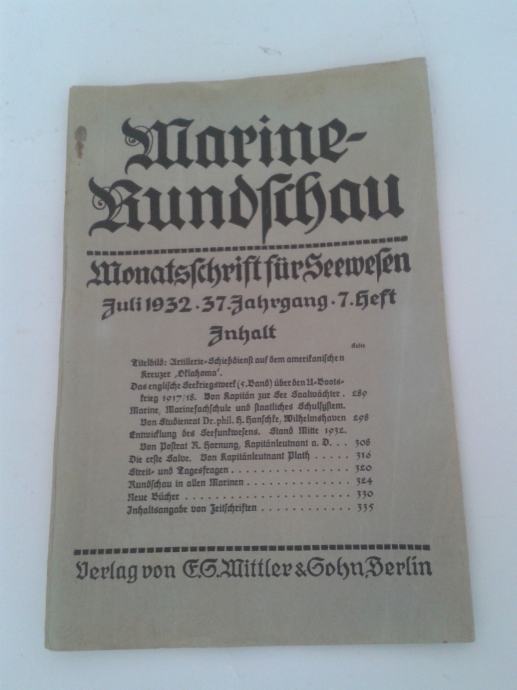 Marine-
Rundschau
Monatsschrift für Seewesen
Juli 1932 · 37. Jahrgang · 7. Heft
Inhalt
Seite
Titelbild: Artillerie-Schießdienst auf dem amerikanischen
Kreuzer „Oklahoma".
Das englische Seekriegswerk (5. Band) über den U-Boots-
krieg 1917/18. Von Kapitän zur See Saalwächter . 289
Marine, Marinefachschule und staatliches Schulsystem.
Von Studienrat Dr. phil. H. Hanschke, Wilhelmshaven 298
Entwicklung des Seefunkwesens. Stand Mitte 1932.
Von Postrat R. Hornung, Kapitänleutnant a. D. . . . 308
Die erste Salve. Von Kapitänleutnant Plath . . . . . 316
Streit- und Tagesfragen . . . . . . . . . . . . . . . 320
Rundschau in allen Marinen . . . . . . . . . . . . . 324
Neue Bücher . . . . . . . . . . . . . . . . . . . . 330
Inhaltsangabe von Zeitschriften . . . . . . . . . . . 335
Verlag von E.S. Mittler & Sohn, Berlin